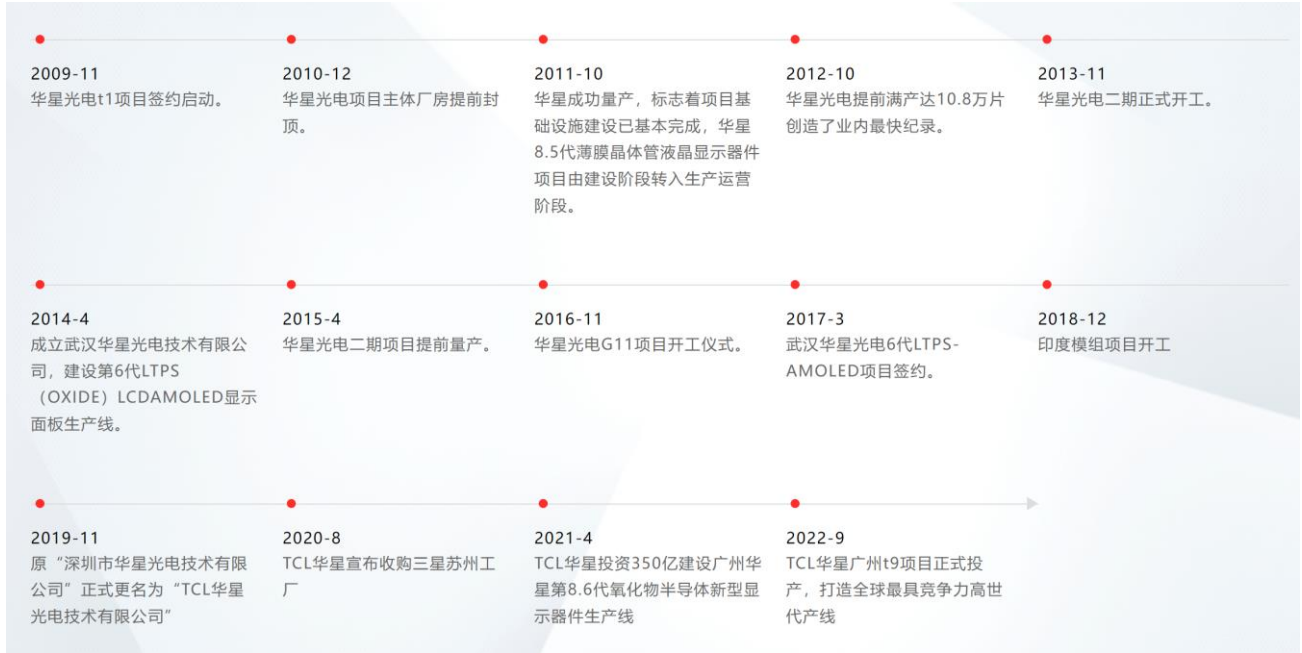 2009-11
华星光电t1项目签约启动。
2010-12
华星光电项目主体厂房提前封
顶。
2011-10
华星成功量产，标志着项目基
础设施建设已基本完成，华星
8.5代薄膜晶体管液晶显示器件
项目由建设阶段转入生产运营
阶段。
2012-10
华星光电提前满产达10.8万片
创造了业内最快纪录。
2013-11
华星光电二期正式开工。
2014-4
成立武汉华星光电技术有限公
司，建设第6代LTPS
（OXIDE）LCDAMOLED显示
面板生产线。
2015-4
华星光电二期项目提前量产。
2016-11
华星光电G11项目开工仪式。
2017-3
武汉华星光电6代LTPS-
AMOLED项目签约。
2018-12
印度模组项目开工
2019-11
原“深圳市华星光电技术有限
公司”正式更名为“TCL华星
光电技术有限公司”
2020-8
TCL华星宣布收购三星苏州工
厂
2021-4
TCL华星投资350亿建设广州华
星第8.6代氧化物半导体新型显
示器件生产线
2022-9
TCL华星广州t9项目正式投
产，打造全球最具竞争力高世
代产线